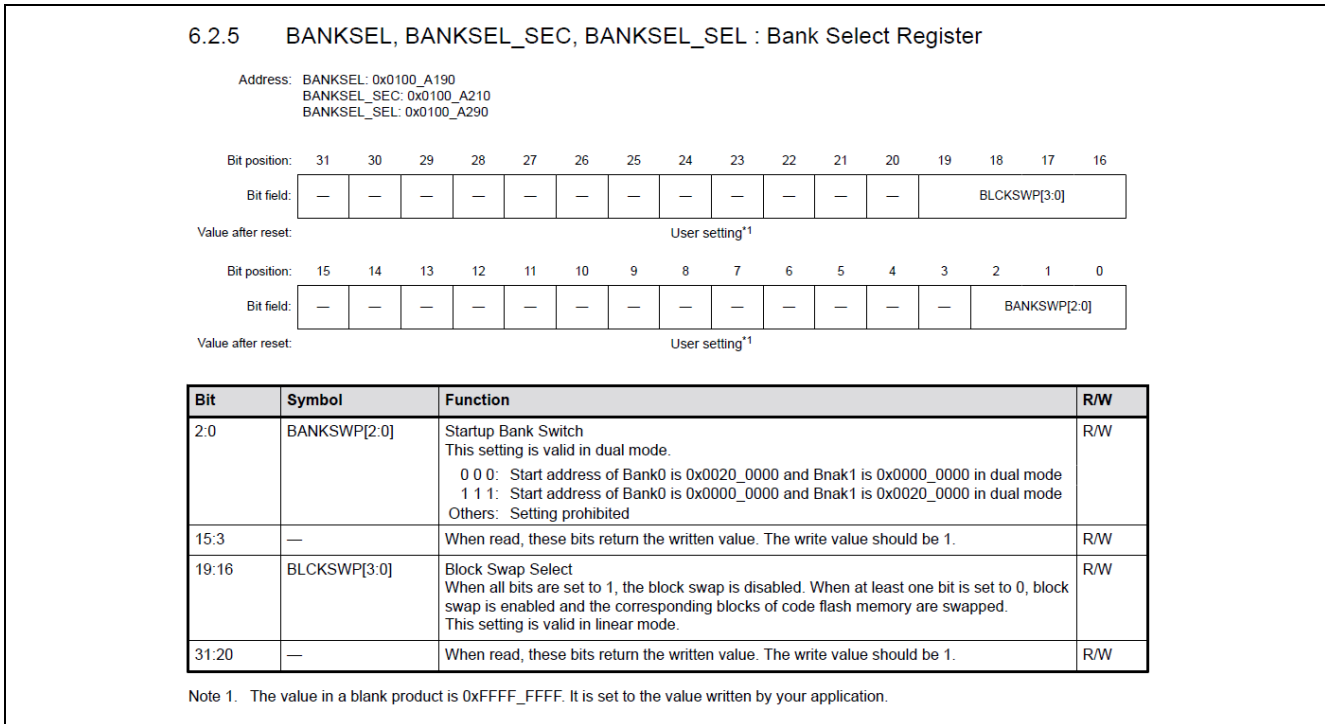 6.2.5 BANKSEL, BANKSEL_SEC, BANKSEL_SEL : Bank Select Register
Address: BANKSEL: 0x0100_A190
BANKSEL_SEC: 0x0100_A210
BANKSEL_SEL: 0x0100_A290
Bit position: 31 30 29 28 27 26 25 24 23 22 21 20 19 18 17 16
Bit field: — — — — — — — — — — — — BLCKSWP[3:0]
Value after reset: User setting*1
Bit position: 15 14 13 12 11 10 9 8 7 6 5 4 3 2 1 0
Bit field: — — — — — — — — — — — — — BANKSWP[2:0]
Value after reset: User setting*1
Bit Symbol Function R/W
2:0 BANKSWP[2:0] Startup Bank Switch R/W
This setting is valid in dual mode.
0 0 0: Start address of Bank0 is 0x0020_0000 and Bnak1 is 0x0000_0000 in dual mode
1 1 1: Start address of Bank0 is 0x0000_0000 and Bnak1 is 0x0020_0000 in dual mode
Others: Setting prohibited
15:3 — When read, these bits return the written value. The write value should be 1. R/W
19:16 BLCKSWP[3:0] Block Swap Select R/W
When all bits are set to 1, the block swap is disabled. When at least one bit is set to 0, block
swap is enabled and the corresponding blocks of code flash memory are swapped.
This setting is valid in linear mode.
31:20 — When read, these bits return the written value. The write value should be 1. R/W
Note 1. The value in a blank product is 0xFFFF_FFFF. It is set to the value written by your application.